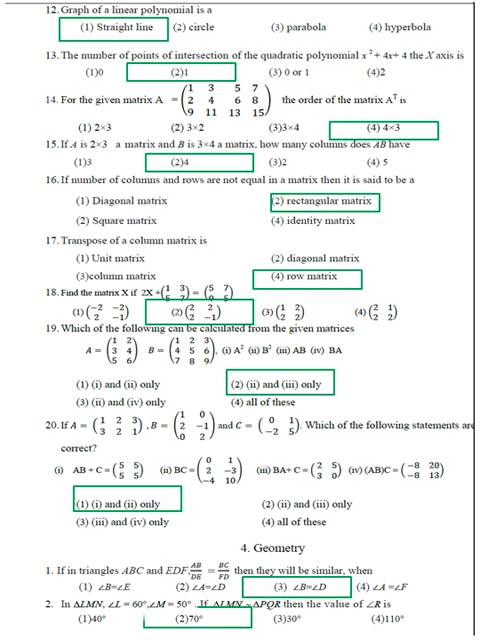 12. Graph of a linear polynomial is a
(1) Straight line (2) circle (3) parabola (4) hyperbola
13. The number of points of intersection of the quadratic polynomial x² + 4x+ 4 the X axis is
(1)0 (2)1 (3) 0 or 1 (4)2
14. For the given matrix A = (1 3 5 7
2 4 6 8
9 11 13 15) the order of the matrix Aᵀ is
(1) 2×3 (2) 3×2 (3)3×4 (4) 4×3
15. If A is 2×3 a matrix and B is 3×4 a matrix, how many columns does AB have
(1)3 (2)4 (3)2 (4) 5
16. If number of columns and rows are not equal in a matrix then it is said to be a
(1) Diagonal matrix (2) rectangular matrix
(2) Square matrix (4) identity matrix
17. Transpose of a column matrix is
(1) Unit matrix (2) diagonal matrix
(3)column matrix (4) row matrix
18. Find the matrix X if 2X +(1 3
5 7) = (5 7
9 5)
(1)(−2 −2
2 −1) (2)(2 2
2 −1) (3)(1 2
2 2) (4)(2 1
2 2)
19. Which of the following can be calculated from the given matrices
A = (1 2
3 4
5 6) B = (1 2 3
4 5 6
7 8 9), (i) A² (ii) B² (iii) AB (iv) BA
(1) (i) and (ii) only (2) (ii) and (iii) only
(3) (ii) and (iv) only (4) all of these
20. If A = (1 2 3
3 2 1), B = (1 0
2 −1
0 2) and C = (0 1
−2 5). Which of the following statements are
correct?
(i) AB + C = (5 5
5 5) (ii) BC = (0 1
2 −3
−4 10) (iii) BA+ C = (2 5
3 0) (iv) (AB)C = (−8 20
−8 13)
(1) (i) and (ii) only (2) (ii) and (iii) only
(3) (iii) and (iv) only (4) all of these
4. Geometry
1. If in triangles ABC and EDF, AB/DE = BC/FD then they will be similar, when
(1) ∠B=∠E (2) ∠A=∠D (3) ∠B=∠D (4) ∠A =∠F
2. In ΔLMN, ∠L = 60°,∠M = 50° . If ΔLMN ~ ΔPQR then the value of ∠R is
(1)40° (2)70° (3)30° (4)110°